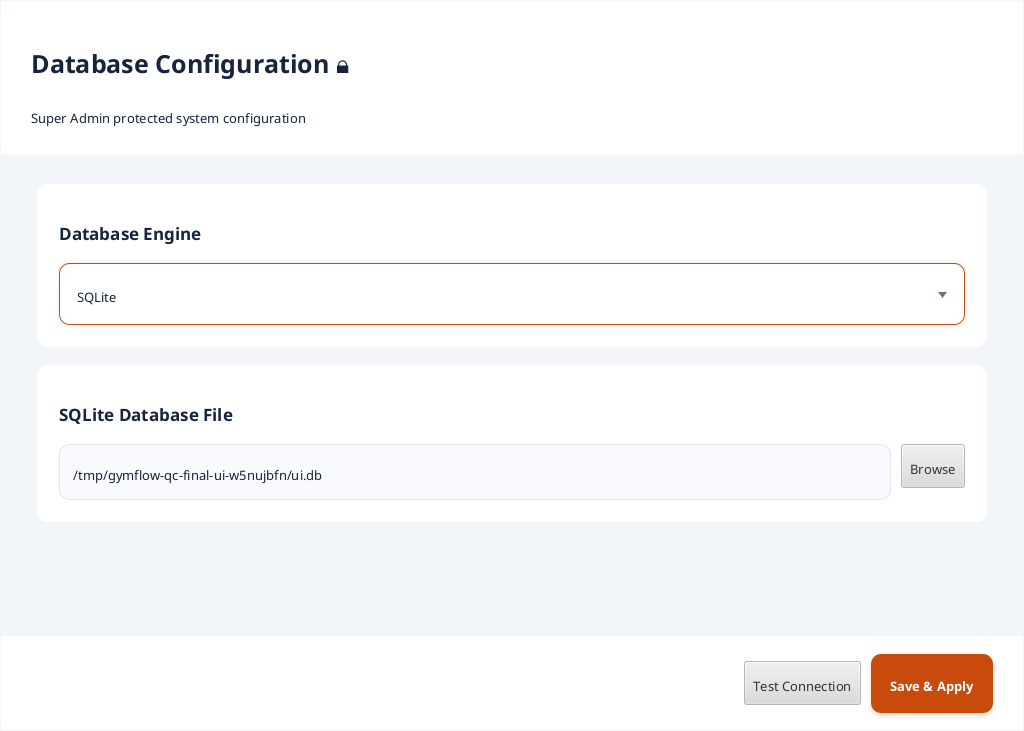 Database Configuration 🔒
Super Admin protected system configuration
Database Engine
SQLite
SQLite Database File
/tmp/gymflow-qc-final-ui-w5nujbfn/ui.db
Browse
Test Connection
Save & Apply